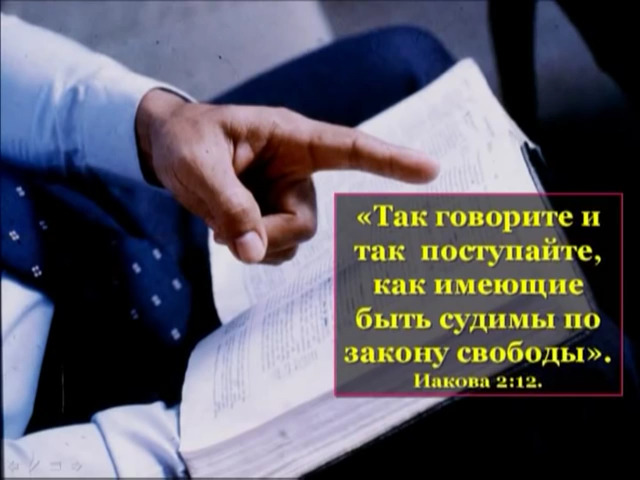 «Так говорите и
так поступайте,
как имеющие
быть судимы по
закону свободы».
Иакова 2:12.